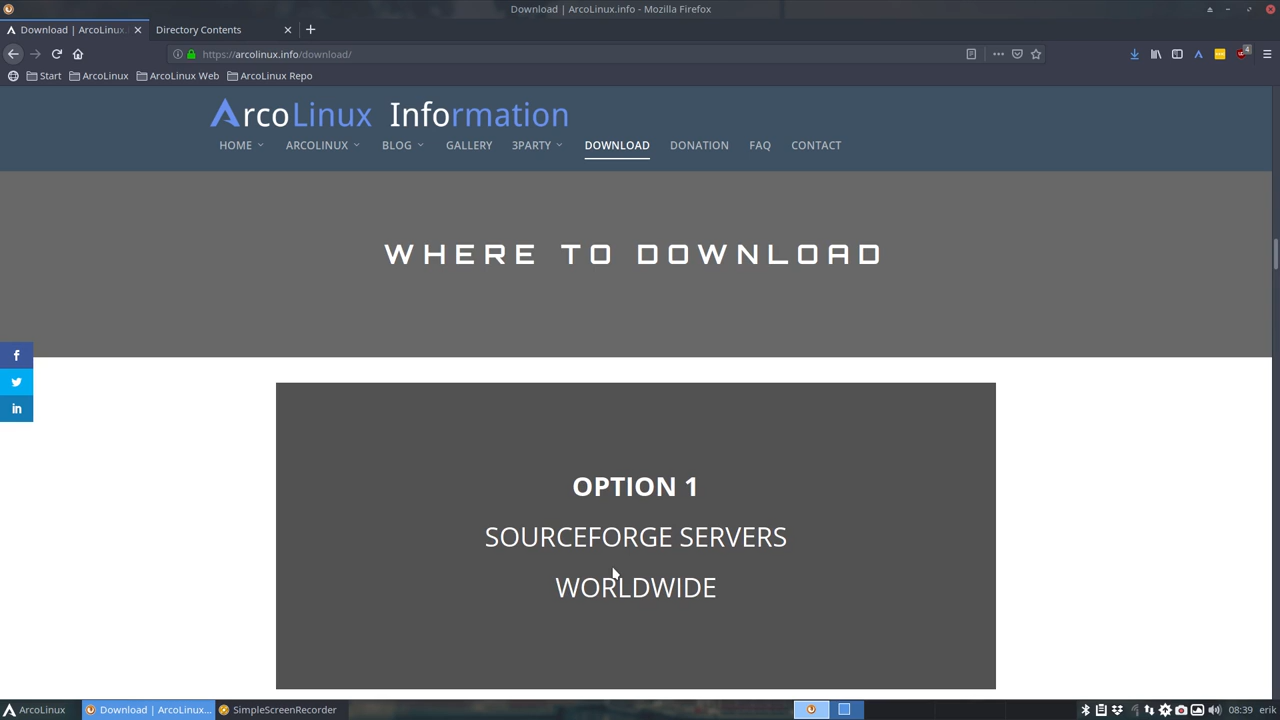 Download | ArcoLinux.info - Mozilla Firefox
Download | ArcoLinux.
Directory Contents
https://arcolinux.info/download/
4
Start
ArcoLinux
ArcoLinux Web
ArcoLinux Repo
ArcoLinux Information
HOME
ARCOLINUX
BLOG
GALLERY
3PARTY
DOWNLOAD
DONATION
FAQ
CONTACT
WHERE TO DOWNLOAD
f
in
OPTION 1
SOURCEFORGE SERVERS
WORLDWIDE
ArcoLinux
Download | ArcoLinux...
SimpleScreenRecorder
08:39
erik